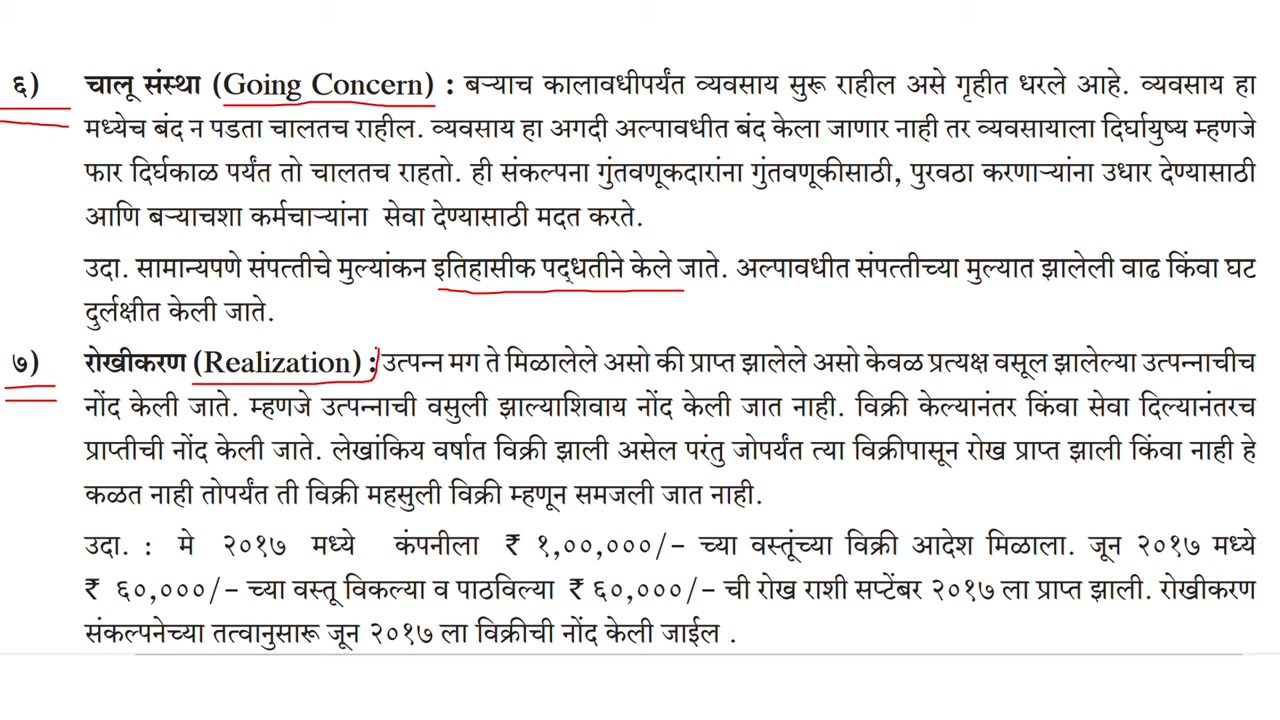 ६) चालू संस्था (Going Concern) : बऱ्याच कालावधीपर्यंत व्यवसाय सुरू राहील असे गृहीत धरले आहे. व्यवसाय हा
मध्येच बंद न पडता चालतच राहील. व्यवसाय हा अगदी अल्पावधीत बंद केला जाणार नाही तर व्यवसायाला दिर्घायुष्य म्हणजे
फार दिर्घकाळ पर्यंत तो चालतच राहतो. ही संकल्पना गुंतवणूकदारांना गुंतवणूकीसाठी, पुरवठा करणाऱ्यांना उधार देण्यासाठी
आणि बऱ्याचशा कर्मचाऱ्यांना सेवा देण्यासाठी मदत करते.
उदा. सामान्यपणे संपत्तीचे मुल्यांकन इतिहासीक पद्धतीने केले जाते. अल्पावधीत संपत्तीच्या मुल्यात झालेली वाढ किंवा घट
दुर्लक्षीत केली जाते.
७) रोखीकरण (Realization) : उत्पन्न मग ते मिळालेले असो की प्राप्त झालेले असो केवळ प्रत्यक्ष वसूल झालेल्या उत्पन्नाचीच
नोंद केली जाते. म्हणजे उत्पन्नाची वसुली झाल्याशिवाय नोंद केली जात नाही. विक्री केल्यानंतर किंवा सेवा दिल्यानंतरच
प्राप्तीची नोंद केली जाते. लेखांकिय वर्षात विक्री झाली असेल परंतु जोपर्यंत त्या विक्रीपासून रोख प्राप्त झाली किंवा नाही हे
कळत नाही तोपर्यंत ती विक्री महसुली विक्री म्हणून समजली जात नाही.
उदा. : मे २०१७ मध्ये कंपनीला ₹ १,००,०००/- च्या वस्तूंच्या विक्री आदेश मिळाला. जून २०१७ मध्ये
₹ ६०,०००/- च्या वस्तू विकल्या व पाठविल्या ₹ ६०,०००/- ची रोख राशी सप्टेंबर २०१७ ला प्राप्त झाली. रोखीकरण
संकल्पनेच्या तत्वानुसारू जून २०१७ ला विक्रीची नोंद केली जाईल .